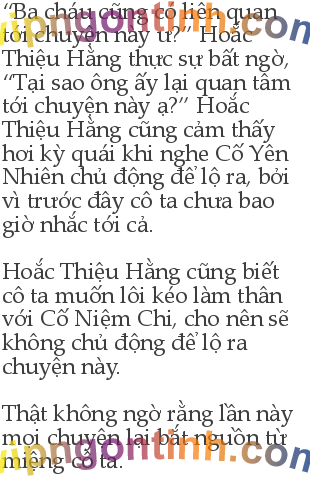 “Ba cháu cũng có liên quan
tới chuyện này ư?” Hoắc
Thiệu Hằng thực sự bất ngờ,
“Tại sao ông ấy lại quan tâm
tới chuyện này ạ?” Hoắc
Thiệu Hằng cũng cảm thấy
hơi kỳ quái khi nghe Cố Yên
Nhiên chủ động để lộ ra, bởi
vì trước đây cô ta chưa bao
giờ nhắc tới cả.

Hoắc Thiệu Hằng cũng biết
cô ta muốn lôi kéo làm thân
với Cố Niệm Chi, cho nên sẽ
không chủ động để lộ ra
chuyện này.

Thật không ngờ rằng lần này
mọi chuyện lại bắt nguồn từ
miệng cô ta.
vipngontinh.com
vipngontinh.com